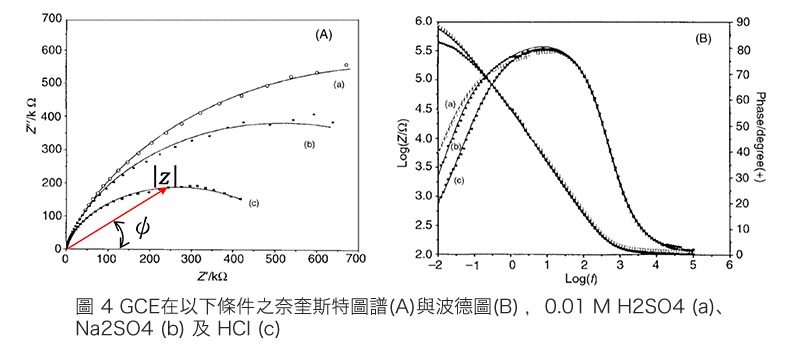 700
600
500
400
300
200
100
0
Z''/k Ω
(A)
(a)
(b)
(c)
|Z|
ϕ
0 100 200 300 400 500 600 700
Z'/kΩ
6.0
5.5
5.0
4.5
4.0
3.5
3.0
2.5
2.0
Log(Z/Ω)
(B)
(a)
(b)
(c)
90
80
70
60
50
40
30
20
10
0
Phase/degree(+)
−2 −1 0 1 2 3 4 5 6
Log(f)
圖 4 GCE在以下條件之奈奎斯特圖譜(A)與波德圖(B) ，0.01 M H2SO4 (a)、
Na2SO4 (b) 及 HCl (c)